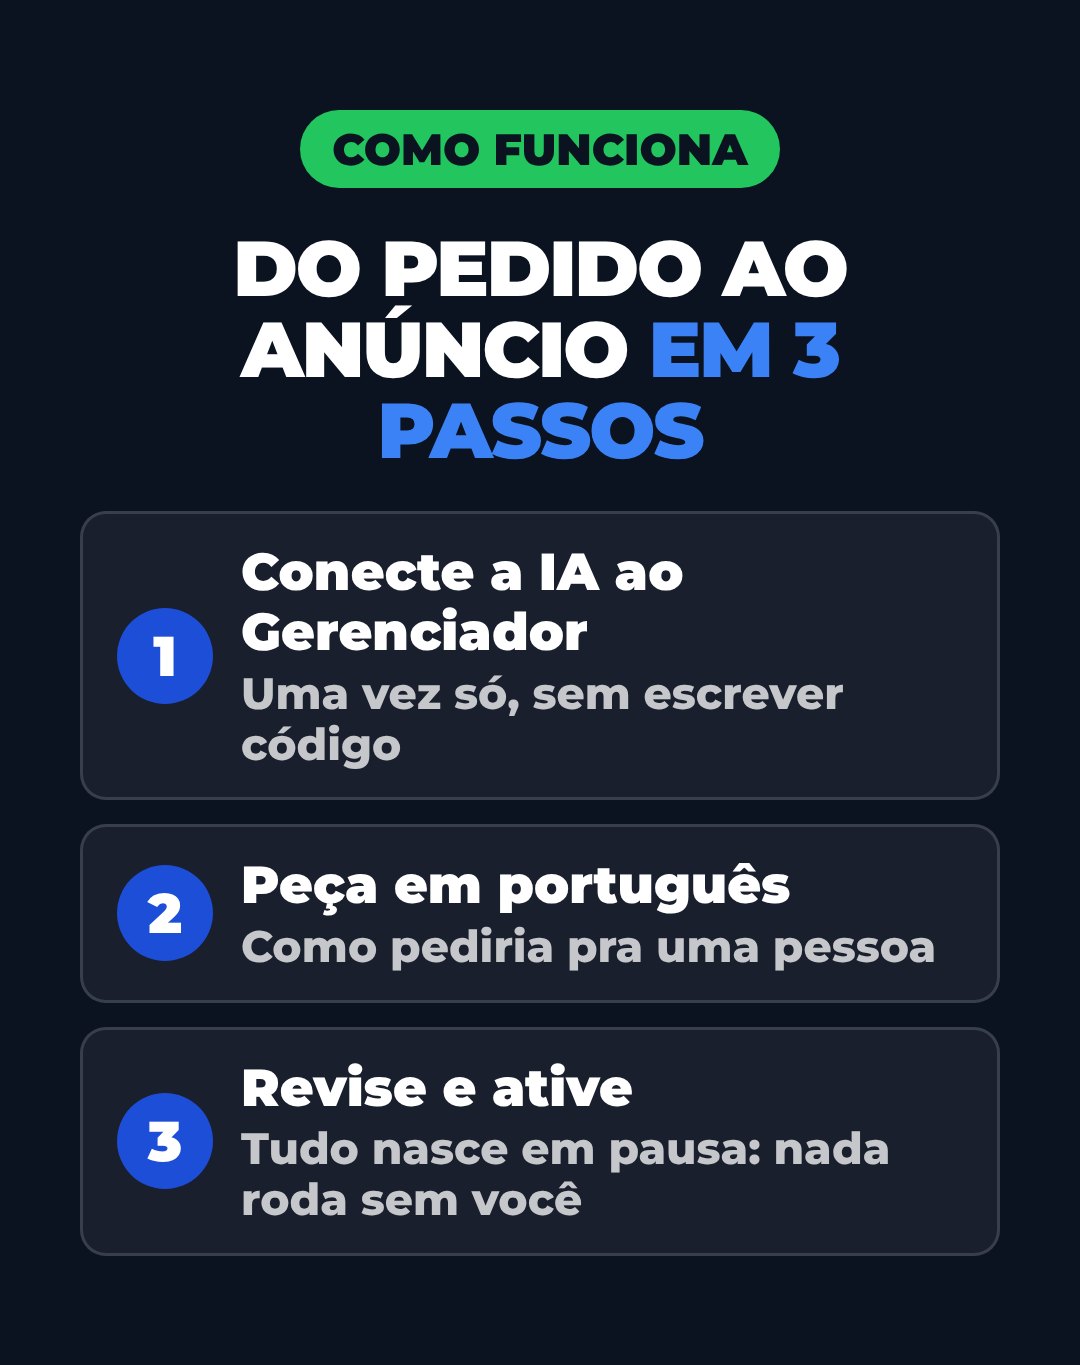 COMO FUNCIONA
DO PEDIDO AO
ANÚNCIO EM 3
PASSOS
1
Conecte a IA ao
Gerenciador
Uma vez só, sem escrever
código
2
Peça em português
Como pediria pra uma pessoa
3
Revise e ative
Tudo nasce em pausa: nada
roda sem você